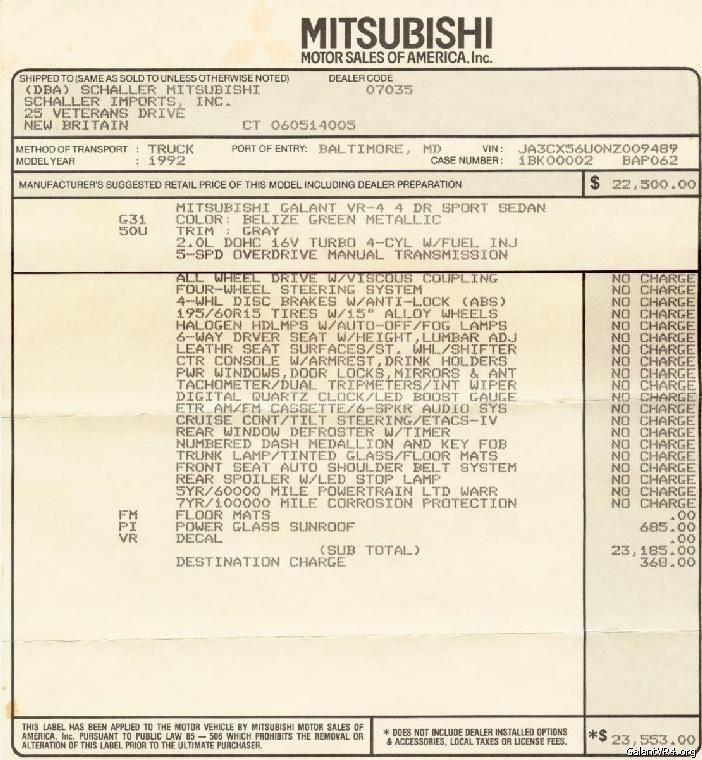 MITSUBISHI
MOTOR SALES OF AMERICA, Inc.
SHIPPED TO (SAME AS SOLD TO UNLESS OTHERWISE NOTED) DEALER CODE
(DBA) SCHALLER MITSUBISHI 07035
SCHALLER IMPORTS, INC.
25 VETERANS DRIVE
NEW BRITAIN CT 060514005
METHOD OF TRANSPORT : TRUCK PORT OF ENTRY: BALTIMORE, MD VIN: JA3CX56U0NZ009489
MODEL YEAR : 1992 CASE NUMBER: 1BK00002 BAP062
MANUFACTURER'S SUGGESTED RETAIL PRICE OF THIS MODEL INCLUDING DEALER PREPARATION $ 22,500.00
MITSUBISHI GALANT VR-4 4 DR SPORT SEDAN
G31 COLOR: BELIZE GREEN METALLIC
50U TRIM : GRAY
2.0L DOHC 16V TURBO 4-CYL W/FUEL INJ
5-SPD OVERDRIVE MANUAL TRANSMISSION
ALL WHEEL DRIVE W/VISCOUS COUPLING NO CHARGE
FOUR-WHEEL STEERING SYSTEM NO CHARGE
4-WHL DISC BRAKES W/ANTI-LOCK (ABS) NO CHARGE
195/60R15 TIRES W/15" ALLOY WHEELS NO CHARGE
HALOGEN HDLMPS W/AUTO-OFF/FOG LAMPS NO CHARGE
6-WAY DRVER SEAT W/HEIGHT,LUMBAR ADJ NO CHARGE
LEATHR SEAT SURFACES/ST. WHL/SHIFTER NO CHARGE
CTR CONSOLE W/ARMREST,DRINK HOLDERS NO CHARGE
PWR WINDOWS,DOOR LOCKS,MIRRORS & ANT NO CHARGE
TACHOMETER/DUAL TRIPMETERS/INT WIPER NO CHARGE
DIGITAL QUARTZ CLOCK/LED BOOST GAUGE NO CHARGE
ETR AM/FM CASSETTE/6-SPKR AUDIO SYS NO CHARGE
CRUISE CONT/TILT STEERING/ETACS-IV NO CHARGE
REAR WINDOW DEFROSTER W/TIMER NO CHARGE
NUMBERED DASH MEDALLION AND KEY FOB NO CHARGE
TRUNK LAMP/TINTED GLASS/FLOOR MATS NO CHARGE
FRONT SEAT AUTO SHOULDER BELT SYSTEM NO CHARGE
REAR SPOILER W/LED STOP LAMP NO CHARGE
5YR/60000 MILE POWERTRAIN LTD WARR NO CHARGE
7YR/100000 MILE CORROSION PROTECTION NO CHARGE
FM FLOOR MATS .00
PI POWER GLASS SUNROOF 685.00
VR DECAL .00
(SUB TOTAL) 23,185.00
DESTINATION CHARGE 368.00
THIS LABEL HAS BEEN APPLIED TO THE MOTOR VEHICLE BY MITSUBISHI MOTOR SALES OF
AMERICA, Inc. PURSUANT TO PUBLIC LAW 85 — 506 WHICH PROHIBITS THE REMOVAL OR
ALTERATION OF THIS LABEL PRIOR TO THE ULTIMATE PURCHASER.
* DOES NOT INCLUDE DEALER INSTALLED OPTIONS
& ACCESSORIES, LOCAL TAXES OR LICENSE FEES.
*$ 23,553.00
GalantVR4.org